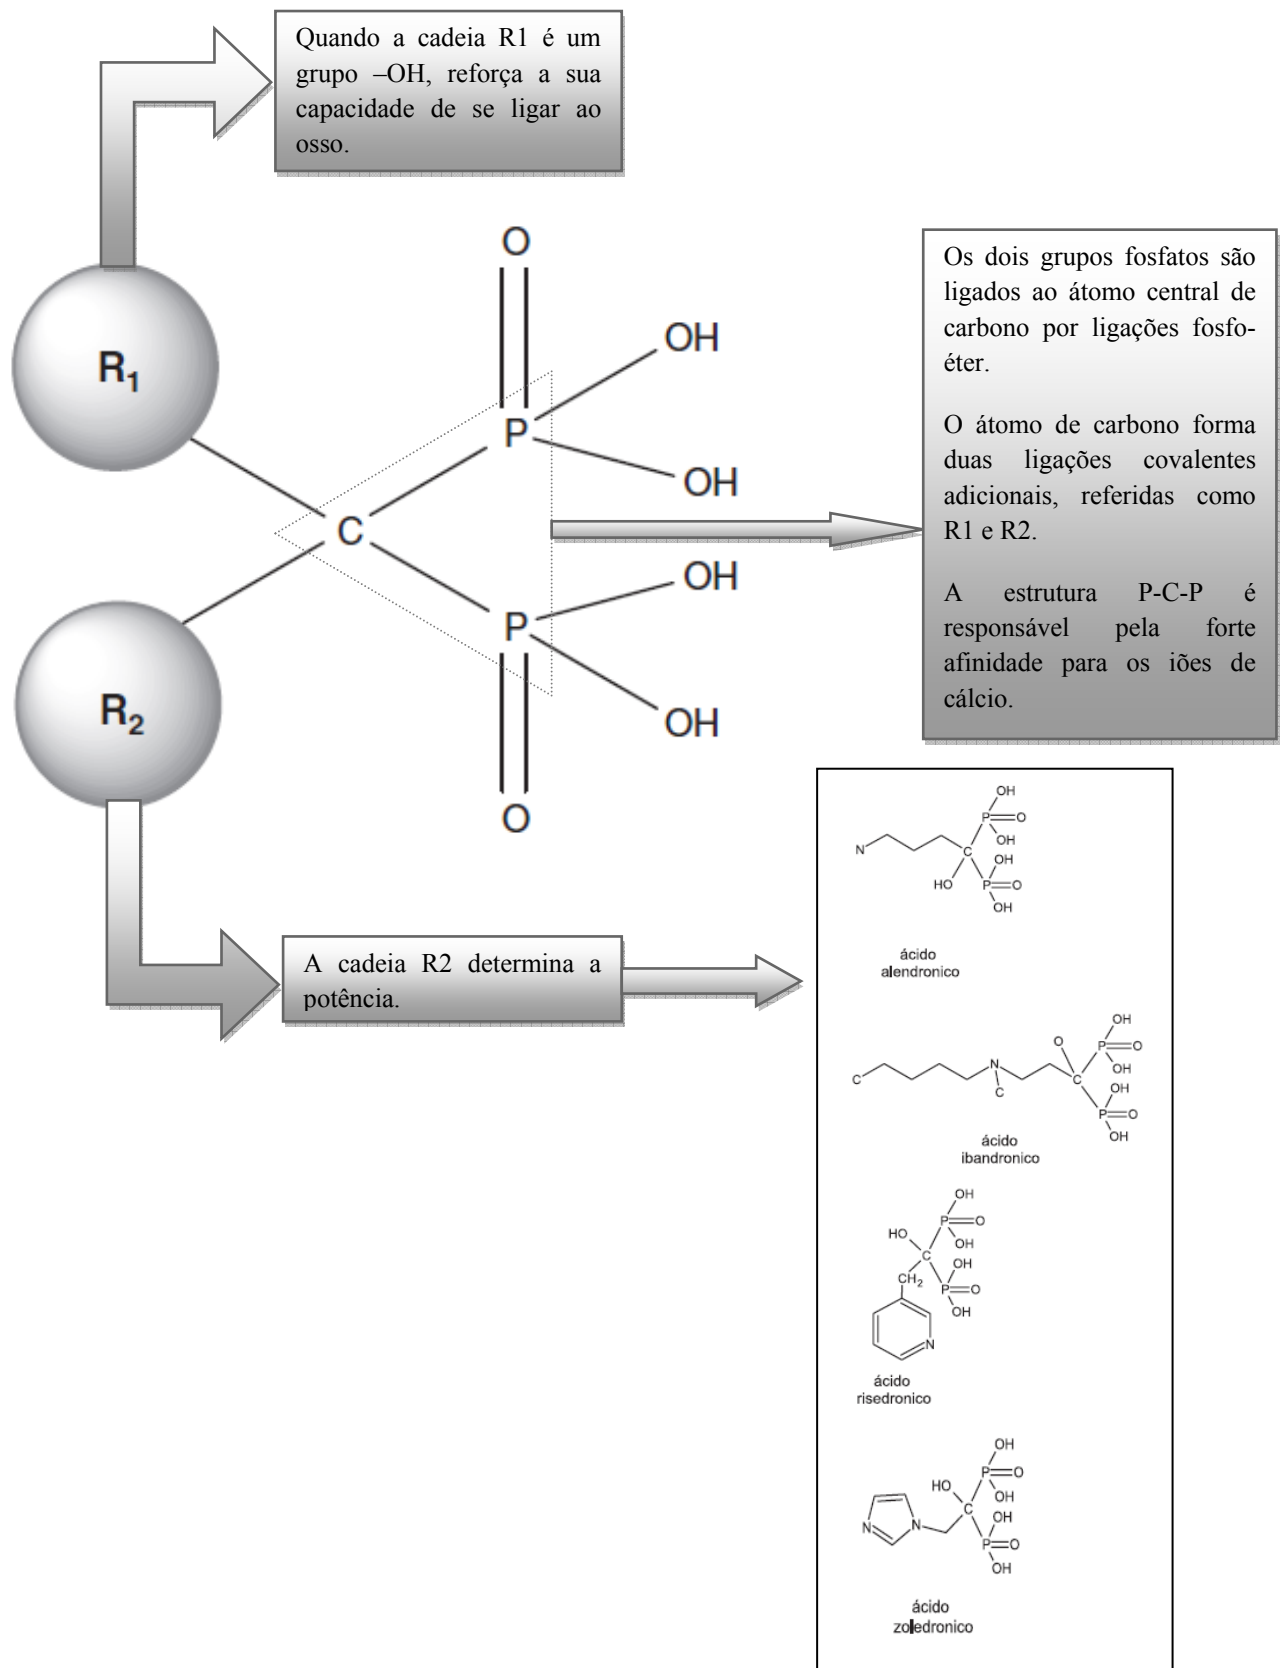 Quando a cadeia R1 é um
grupo –OH, reforça a sua
capacidade de se ligar ao
osso.
R1
O
P
OH
OH
C
OH
P
OH
O
R2
Os dois grupos fosfatos são
ligados ao átomo central de
carbono por ligações fosfo-
éter.
O átomo de carbono forma
duas ligações covalentes
adicionais, referidas como
R1 e R2.
A estrutura P-C-P é
responsável pela forte
afinidade para os iões de
cálcio.
A cadeia R2 determina a
potência.
OH
P O
OH
N
C
OH
HO P O
OH
ácido
alendronico
OH
O P O
OH
C N C
C OH
P O
OH
ácido
ibandronico
OH
P O
HO OH
C
OH
CH2 P O
OH
N
ácido
risedronico
OH
P O
HO OH
C
N N OH
P O
OH
ácido
zoledronico